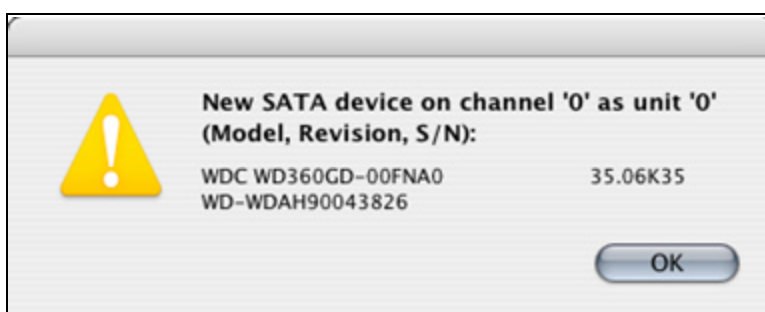 New SATA device on channel '0' as unit '0'
(Model, Revision, S/N):
WDC WD360GD-00FNA0 35.06K35
WD-WDAH90043826
OK